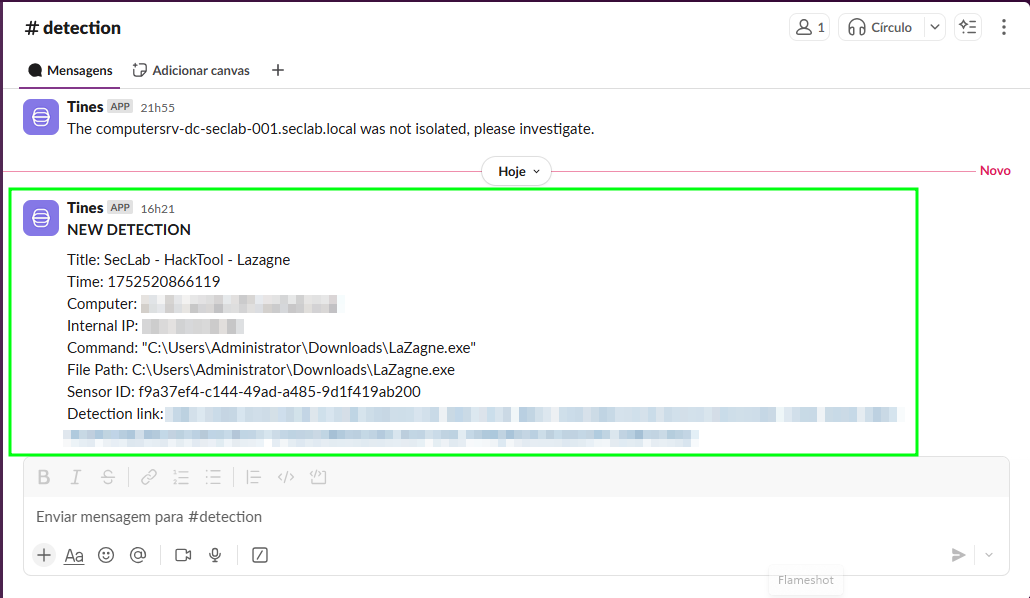 # detection
1
Círculo
Mensagens
Adicionar canvas
Tines APP 21h55
The computersrv-dc-seclab-001.seclab.local was not isolated, please investigate.
Hoje
Novo
Tines APP 16h21
NEW DETECTION
Title: SecLab - HackTool - Lazagne
Time: 1752520866119
Computer:
Internal IP:
Command: "C:\Users\Administrator\Downloads\LaZagne.exe"
File Path: C:\Users\Administrator\Downloads\LaZagne.exe
Sensor ID: f9a37ef4-c144-49ad-a485-9d1f419ab200
Detection link:
Enviar mensagem para #detection
Aa
Flameshot